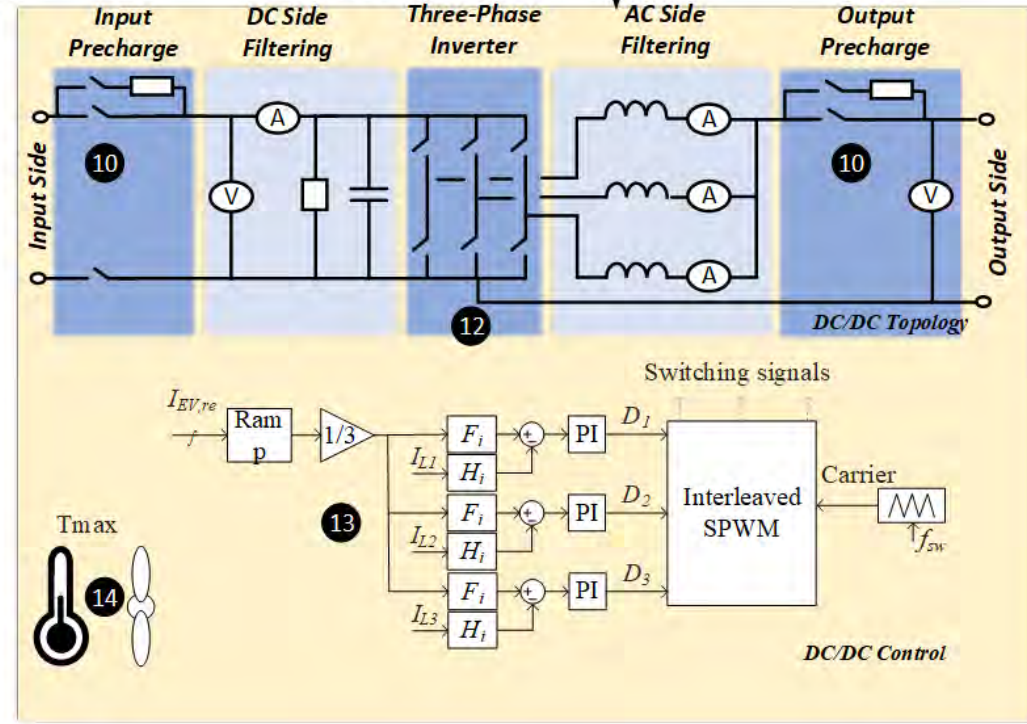 Input
Precharge
DC Side
Filtering
Three-Phase
Inverter
AC Side
Filtering
Output
Precharge
Input Side
10
V
A
12
A
A
A
10
V
Output Side
DC/DC Topology
Switching signals
I_EV,re
f
Ram
p
1/3
F_i
I_L1
H_i
PI
D_1
F_i
I_L2
H_i
PI
D_2
F_i
I_L3
H_i
PI
D_3
13
Interleaved
SPWM
Carrier
f_sw
Tmax
14
DC/DC Control